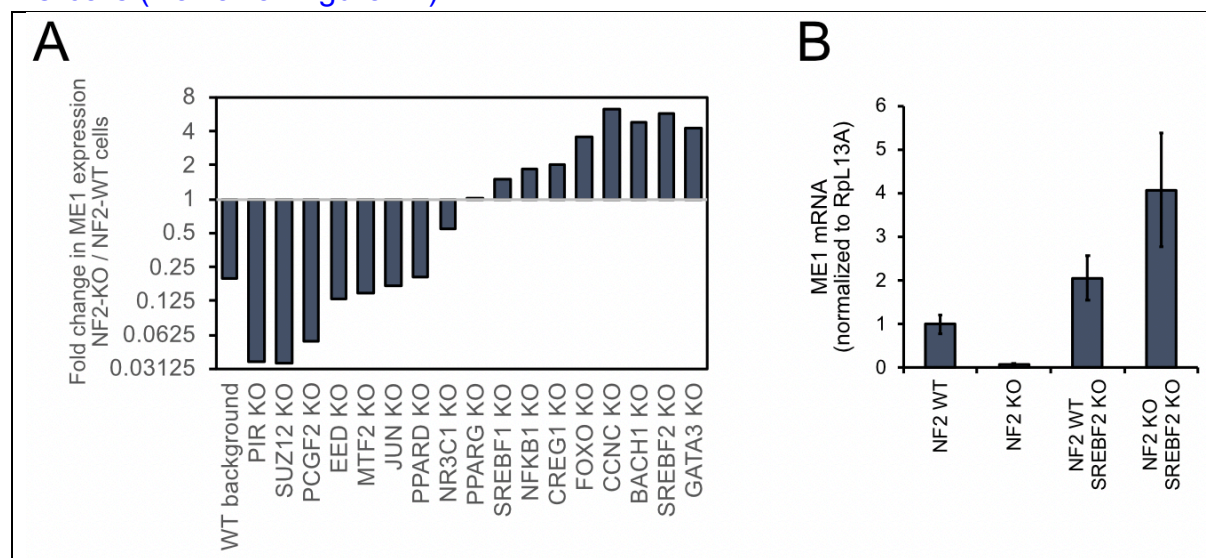 A
Fold change in ME1 expression
NF2-KO / NF2-WT cells
8
4
2
1
0.5
0.25
0.125
0.0625
0.03125
WT background
PIR KO
SUZ12 KO
PCGF2 KO
EED KO
MTF2 KO
JUN KO
PPARD KO
NR3C1 KO
PPARG KO
SREBF1 KO
NFKB1 KO
CREG1 KO
FOXO KO
CCNC KO
BACH1 KO
SREBF2 KO
GATA3 KO
B
ME1 mRNA
(normalized to RpL13A)
6
5
4
3
2
1
0
NF2 WT
NF2 KO
NF2 WT
SREBF2 KO
NF2 KO
SREBF2 KO